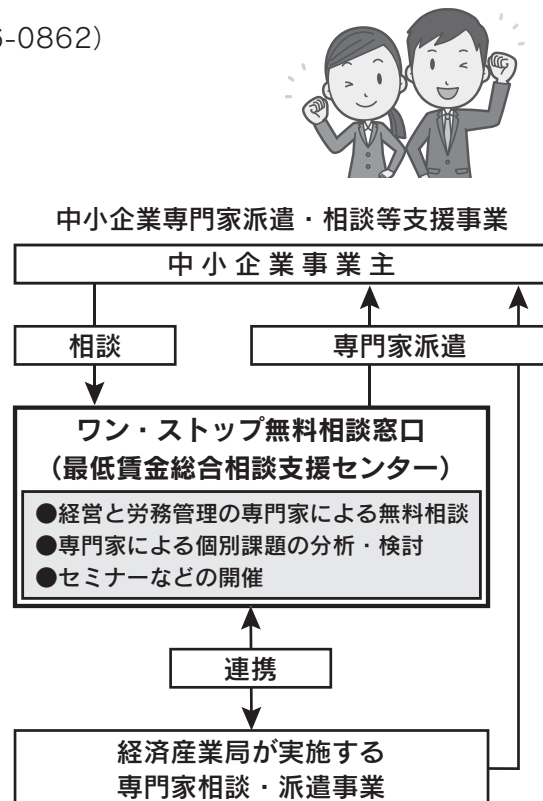 6-0862)
中小企業専門家派遣・相談等支援事業
中小企業事業主
相談
専門家派遣
ワン・ストップ無料相談窓口
(最低賃金総合相談支援センター)
●経営と労務管理の専門家による無料相談
●専門家による個別課題の分析・検討
●セミナーなどの開催
連携
経済産業局が実施する
専門家相談・派遣事業